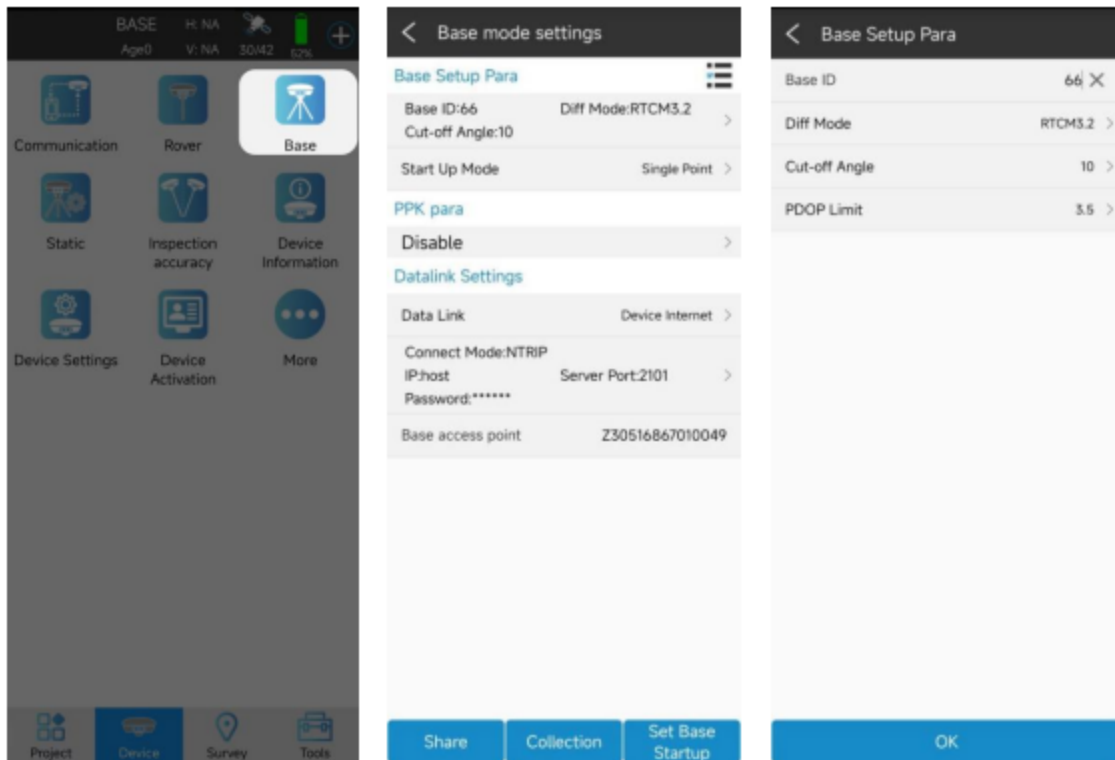 BASE H: NA
Age0 V: NA 30/42 62%
Communication Rover Base
Static Inspection accuracy Device Information
Device Settings Device Activation More
Project Device Survey Tools
Base mode settings
Base Setup Para
Base ID:66 Diff Mode:RTCM3.2
Cut-off Angle:10
Start Up Mode Single Point
PPK para
Disable
Datalink Settings
Data Link Device Internet
Connect Mode:NTRIP
IP:host Server Port:2101
Password:******
Base access point Z30516867010049
Share Collection Set Base Startup
Base Setup Para
Base ID 66
Diff Mode RTCM3.2
Cut-off Angle 10
PDOP Limit 3.5
OK